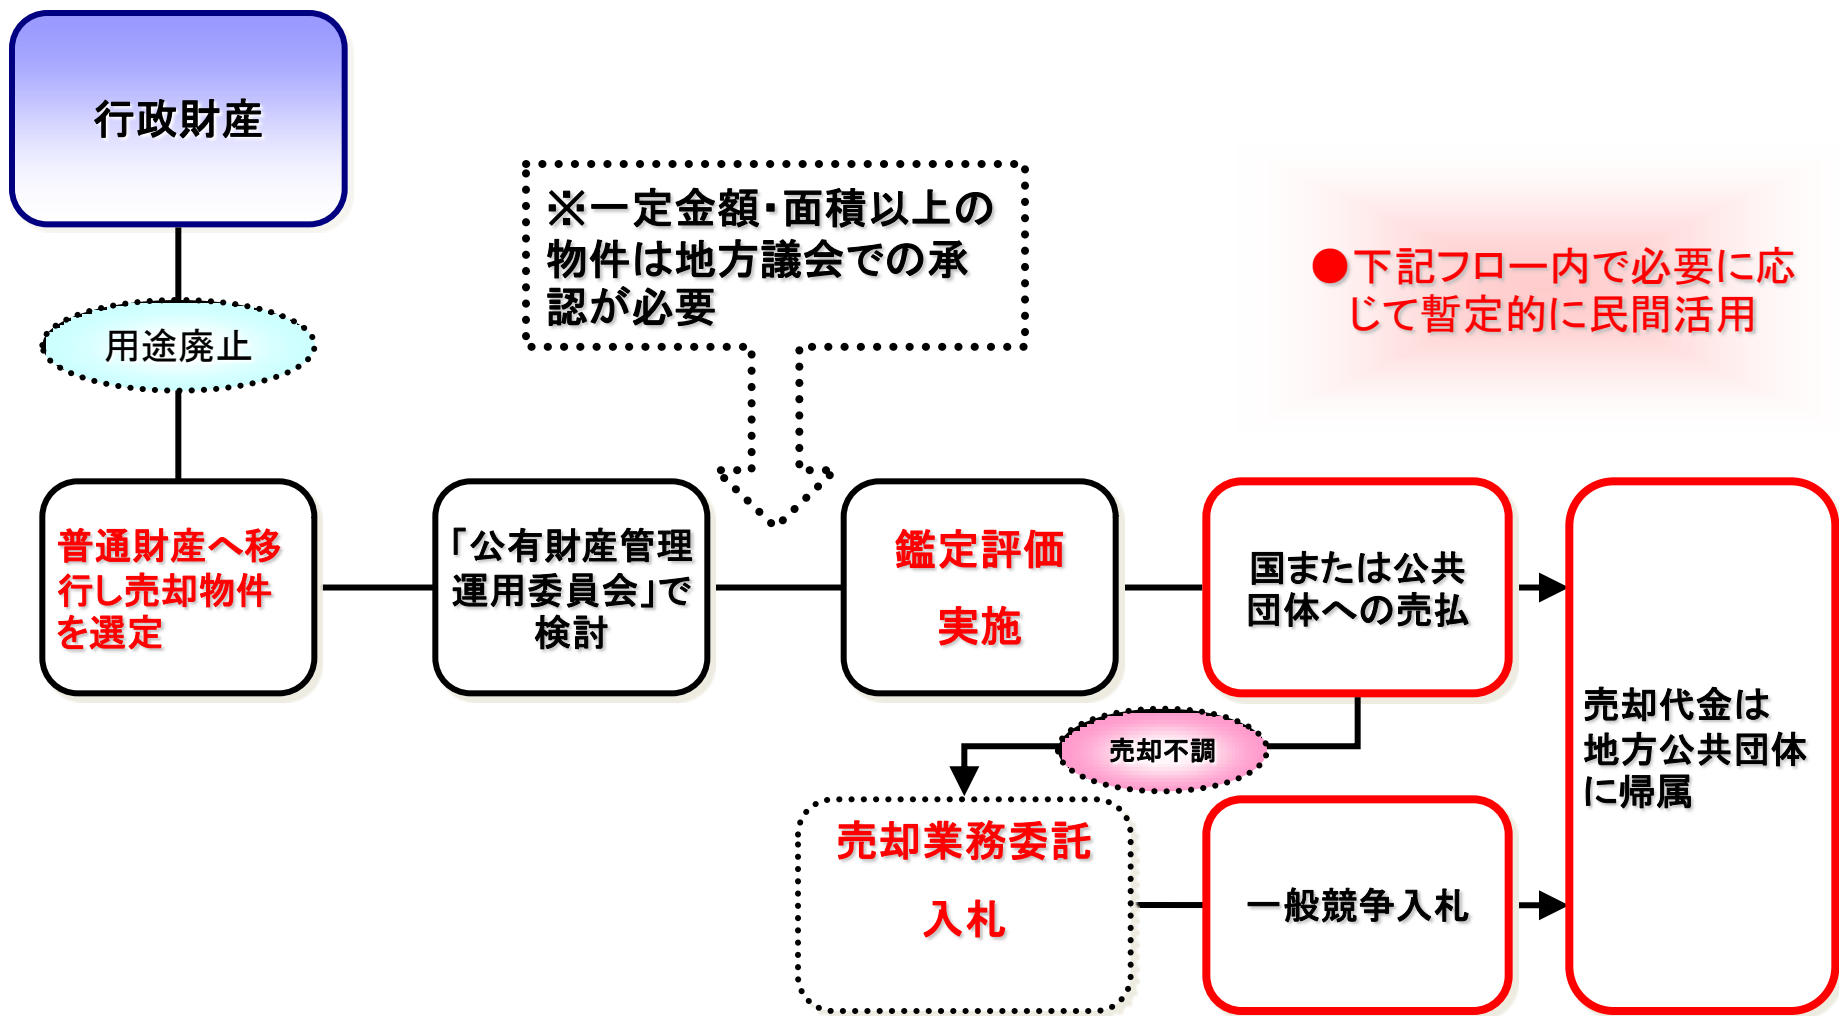 行政財産
用途廃止
※一定金額・面積以上の
物件は地方議会での承
認が必要
●下記フロー内で必要に応
じて暫定的に民間活用
普通財産へ移
行し売却物件
を選定
「公有財産管理
運用委員会」で
検討
鑑定評価
実施
国または公共
団体への売払
売却不調
売却業務委託
入札
一般競争入札
売却代金は
地方公共団体
に帰属